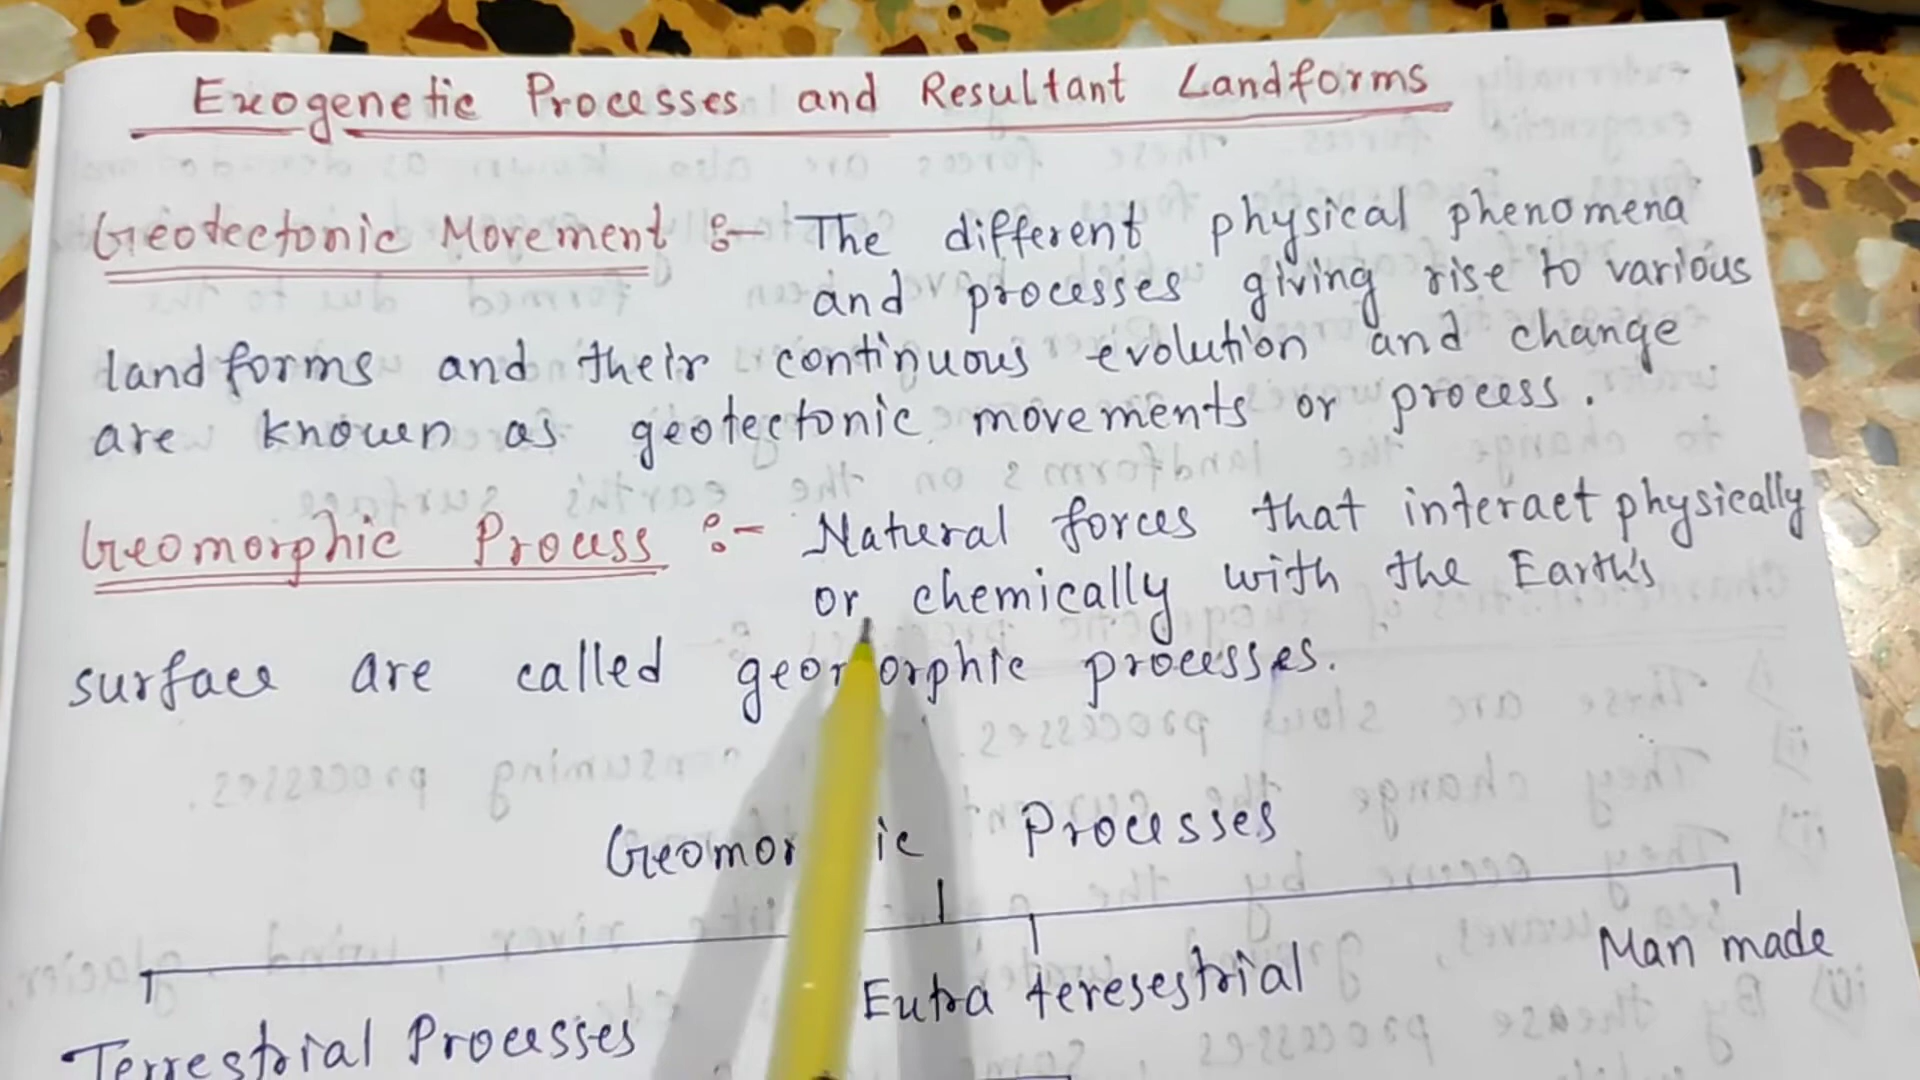 Exogenetic Processes and Resultant Landforms
Geotectonic Movement :- The different physical phenomena
and processes giving rise to various
landforms and their continuous evolution and change
are known as geotectonic movements or process.
Geomorphic Process :- Natural forces that interact physically
or chemically with the Earth's
surface are called geomorphic processes.
Processes
Extra teresestrial
Man made
Terrestrial Processes